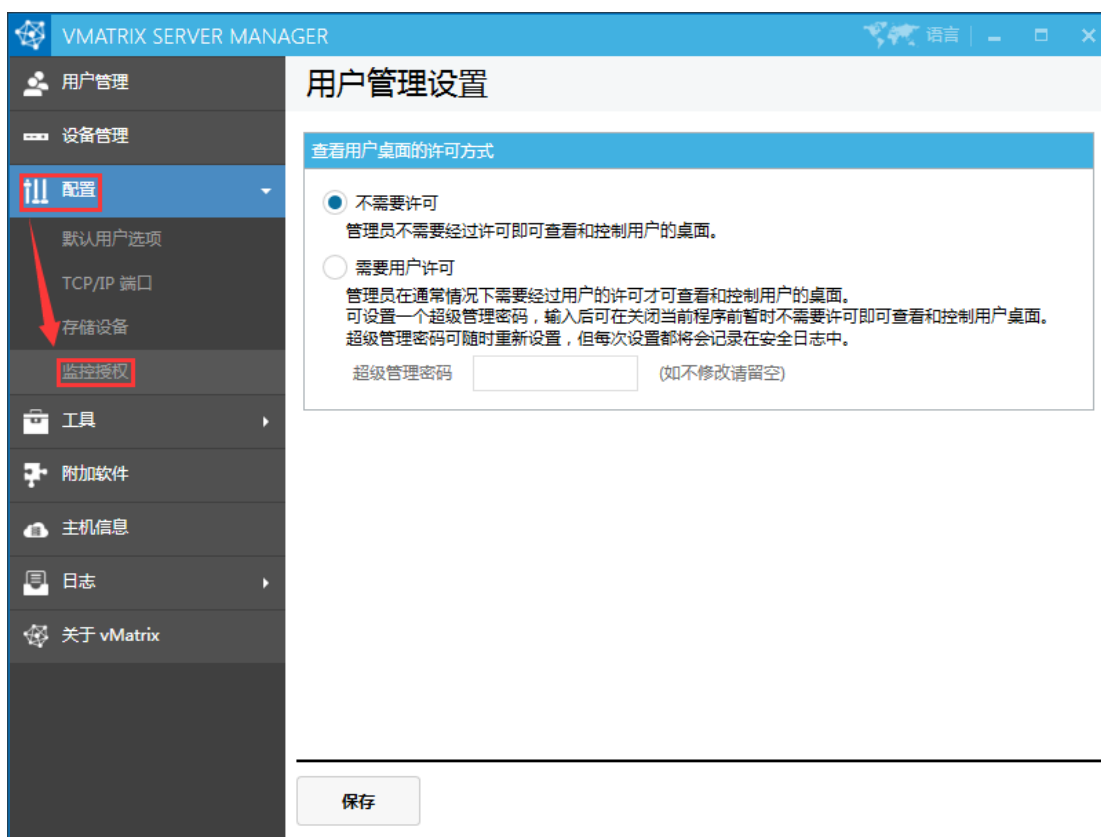 VMATRIX SERVER MANAGER
语言
用户管理
设备管理
配置
默认用户选项
TCP/IP 端口
存储设备
监控授权
工具
附加软件
主机信息
日志
关于 vMatrix
用户管理设置
查看用户桌面的许可方式
不需要许可
管理员不需要经过许可即可查看和控制用户的桌面。
需要用户许可
管理员在通常情况下需要经过用户的许可才可查看和控制用户的桌面。
可设置一个超级管理密码，输入后可在关闭当前程序前暂时不需要许可即可查看和控制用户桌面。
超级管理密码可随时重新设置，但每次设置都将会记录在安全日志中。
超级管理密码 (如不修改请留空)
保存